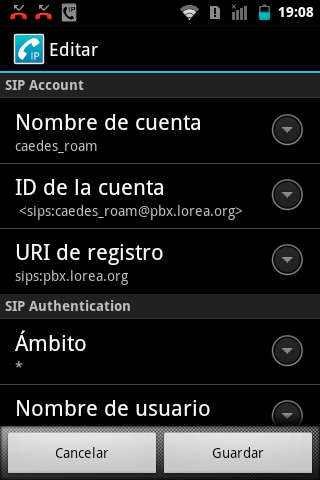 19:08
IP
Editar
SIP Account
Nombre de cuenta
caedes_roam
ID de la cuenta
<sips:caedes_roam@pbx.lorea.org>
URI de registro
sips:pbx.lorea.org
SIP Authentication
Ámbito
*
Nombre de usuario
Cancelar
Guardar